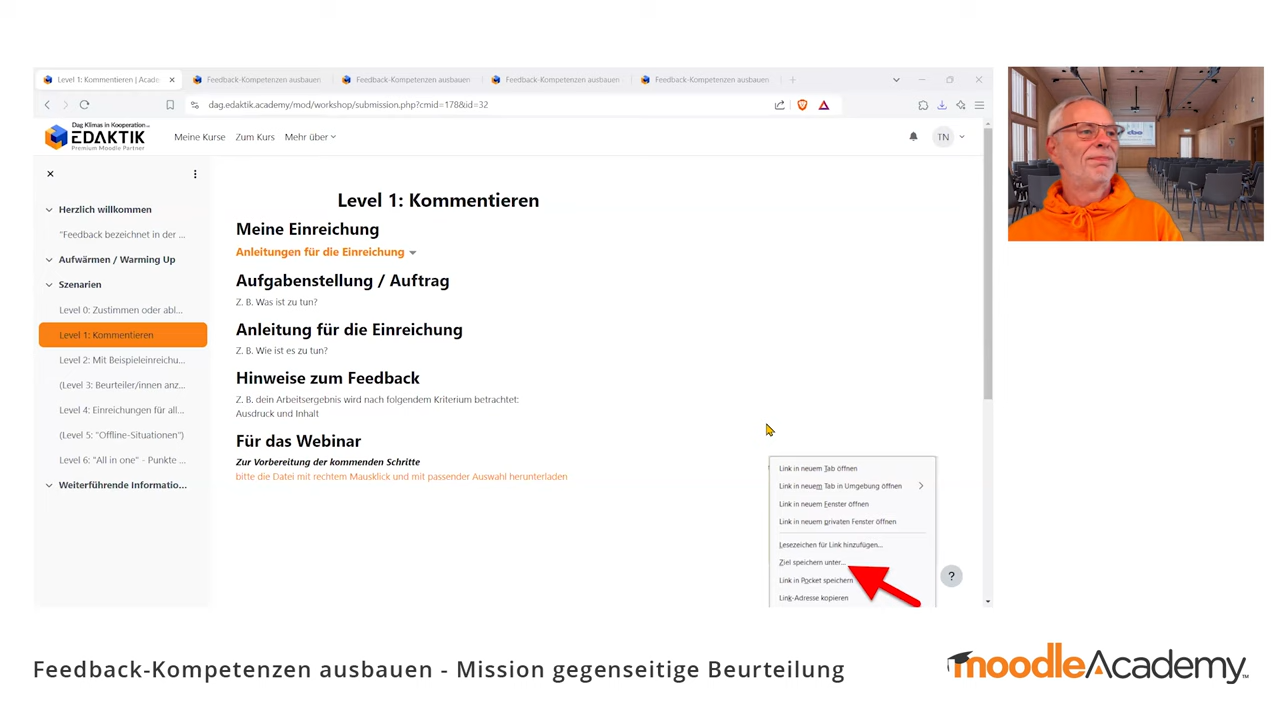 Level 1: Kommentieren | Acade
Feedback-Kompetenzen ausbauen
Feedback-Kompetenzen ausbauen
Feedback-Kompetenzen ausbauen
Feedback-Kompetenzen ausbauen
dag.edaktik.academy/mod/workshop/submission.php?cmid=178&id=32
Dag Klimas in Kooperation
EDAKTIK
Premium Moodle Partner
Meine Kurse
Zum Kurs
Mehr über
TN
Herzlich willkommen
"Feedback bezeichnet in der ...
Aufwärmen / Warming Up
Szenarien
Level 0: Zustimmen oder abl...
Level 1: Kommentieren
Level 2: Mit Beispieleinreichu...
(Level 3: Beurteiler/innen anz...
Level 4: Einreichungen für all...
(Level 5: "Offline-Situationen")
Level 6: "All in one" - Punkte ...
Weiterführende Informatio...
Level 1: Kommentieren
Meine Einreichung
Anleitungen für die Einreichung
Aufgabenstellung / Auftrag
Z. B. Was ist zu tun?
Anleitung für die Einreichung
Z. B. Wie ist es zu tun?
Hinweise zum Feedback
Z. B. dein Arbeitsergebnis wird nach folgendem Kriterium betrachtet:
Ausdruck und Inhalt
Für das Webinar
Zur Vorbereitung der kommenden Schritte
bitte die Datei mit rechtem Mausklick und mit passender Auswahl herunterladen
Link in neuem Tab öffnen
Link in neuem Tab in Umgebung öffnen
Link in neuem Fenster öffnen
Link in neuem privaten Fenster öffnen
Lesezeichen für Link hinzufügen...
Ziel speichern unter...
Link in Pocket speichern
Link-Adresse kopieren
?
Feedback-Kompetenzen ausbauen - Mission gegenseitige Beurteilung
moodleAcademy™